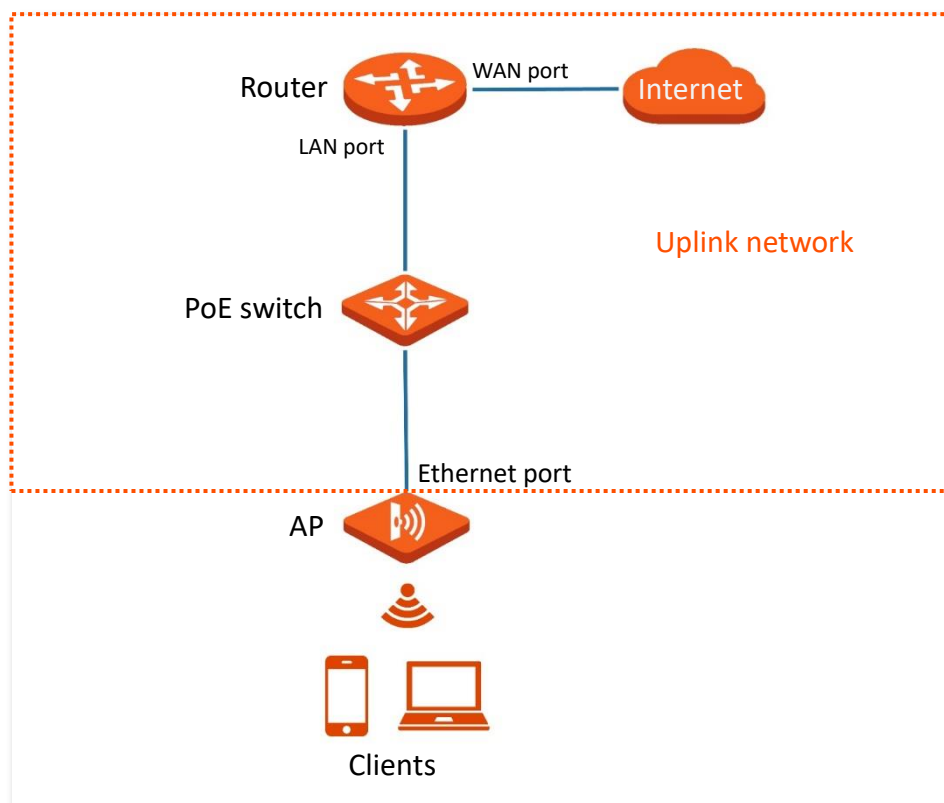 Router
WAN port
Internet
LAN port
Uplink network
PoE switch
Ethernet port
AP
Clients